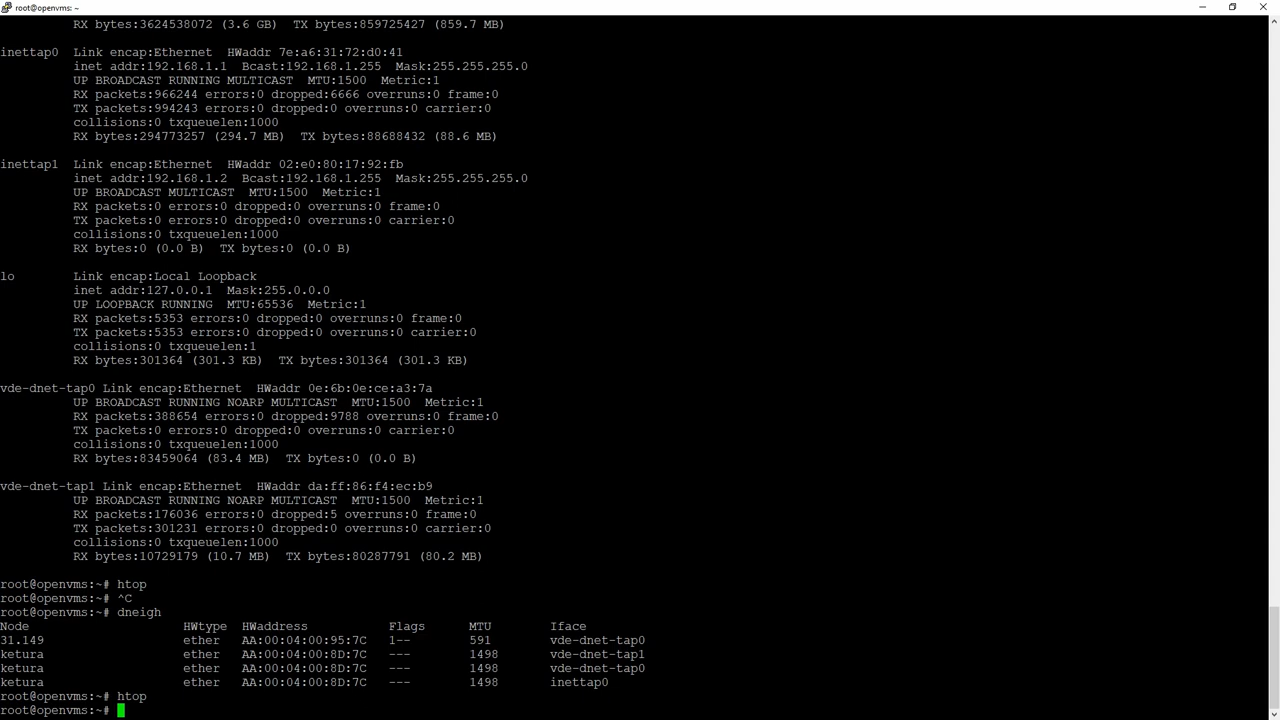 root@openvms: ~
RX bytes:3624538072 (3.6 GB)  TX bytes:859725427 (859.7 MB)
inettap0  Link encap:Ethernet  HWaddr 7e:a6:31:72:d0:41
inet addr:192.168.1.1  Bcast:192.168.1.255  Mask:255.255.255.0
UP BROADCAST RUNNING MULTICAST  MTU:1500  Metric:1
RX packets:966244 errors:0 dropped:6666 overruns:0 frame:0
TX packets:994243 errors:0 dropped:0 overruns:0 carrier:0
collisions:0 txqueuelen:1000
RX bytes:294773257 (294.7 MB)  TX bytes:88688432 (88.6 MB)
inettap1  Link encap:Ethernet  HWaddr 02:e0:80:17:92:fb
inet addr:192.168.1.2  Bcast:192.168.1.255  Mask:255.255.255.0
UP BROADCAST MULTICAST  MTU:1500  Metric:1
RX packets:0 errors:0 dropped:0 overruns:0 frame:0
TX packets:0 errors:0 dropped:0 overruns:0 carrier:0
collisions:0 txqueuelen:1000
RX bytes:0 (0.0 B)  TX bytes:0 (0.0 B)
lo        Link encap:Local Loopback
inet addr:127.0.0.1  Mask:255.0.0.0
UP LOOPBACK RUNNING  MTU:65536  Metric:1
RX packets:5353 errors:0 dropped:0 overruns:0 frame:0
TX packets:5353 errors:0 dropped:0 overruns:0 carrier:0
collisions:0 txqueuelen:1
RX bytes:301364 (301.3 KB)  TX bytes:301364 (301.3 KB)
vde-dnet-tap0 Link encap:Ethernet  HWaddr 0e:6b:0e:ce:a3:7a
UP BROADCAST RUNNING NOARP MULTICAST  MTU:1500  Metric:1
RX packets:388654 errors:0 dropped:9788 overruns:0 frame:0
TX packets:0 errors:0 dropped:0 overruns:0 carrier:0
collisions:0 txqueuelen:1000
RX bytes:83459064 (83.4 MB)  TX bytes:0 (0.0 B)
vde-dnet-tap1 Link encap:Ethernet  HWaddr da:ff:86:f4:ec:b9
UP BROADCAST RUNNING NOARP MULTICAST  MTU:1500  Metric:1
RX packets:176036 errors:0 dropped:5 overruns:0 frame:0
TX packets:301231 errors:0 dropped:0 overruns:0 carrier:0
collisions:0 txqueuelen:1000
RX bytes:10729179 (10.7 MB)  TX bytes:80287791 (80.2 MB)
root@openvms:~# htop
root@openvms:~# ^C
root@openvms:~# dneigh
Node                     HWtype  HWaddress           Flags      MTU       Iface
31.149                   ether   AA:00:04:00:95:7C   1--        591       vde-dnet-tap0
ketura                   ether   AA:00:04:00:8D:7C   ---        1498      vde-dnet-tap1
ketura                   ether   AA:00:04:00:8D:7C   ---        1498      vde-dnet-tap0
ketura                   ether   AA:00:04:00:8D:7C   ---        1498      inettap0
root@openvms:~# htop
root@openvms:~#